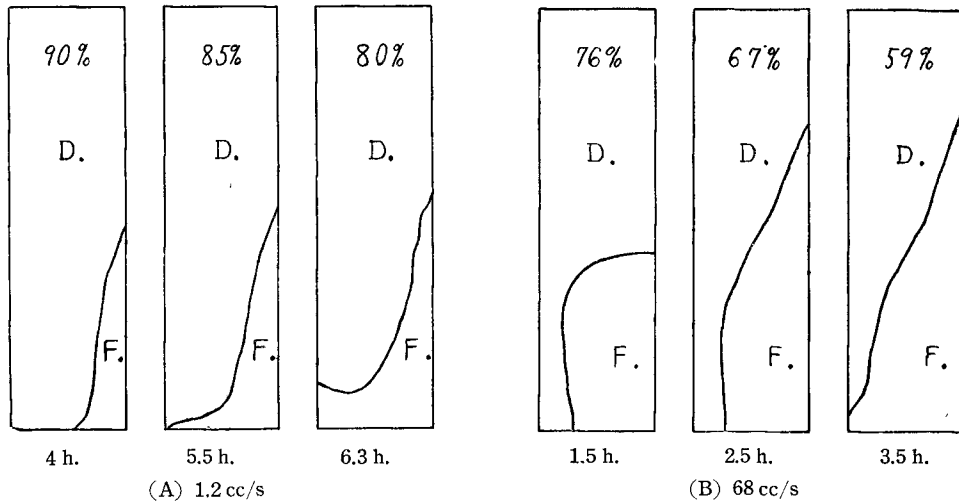 90% 85% 80% 76% 67% 59%
D. D. D. D. D. D.
F. F. F. F. F. F.
4 h. 5.5 h. 6.3 h. 1.5 h. 2.5 h. 3.5 h.
(A) 1.2 cc/s (B) 68 cc/s